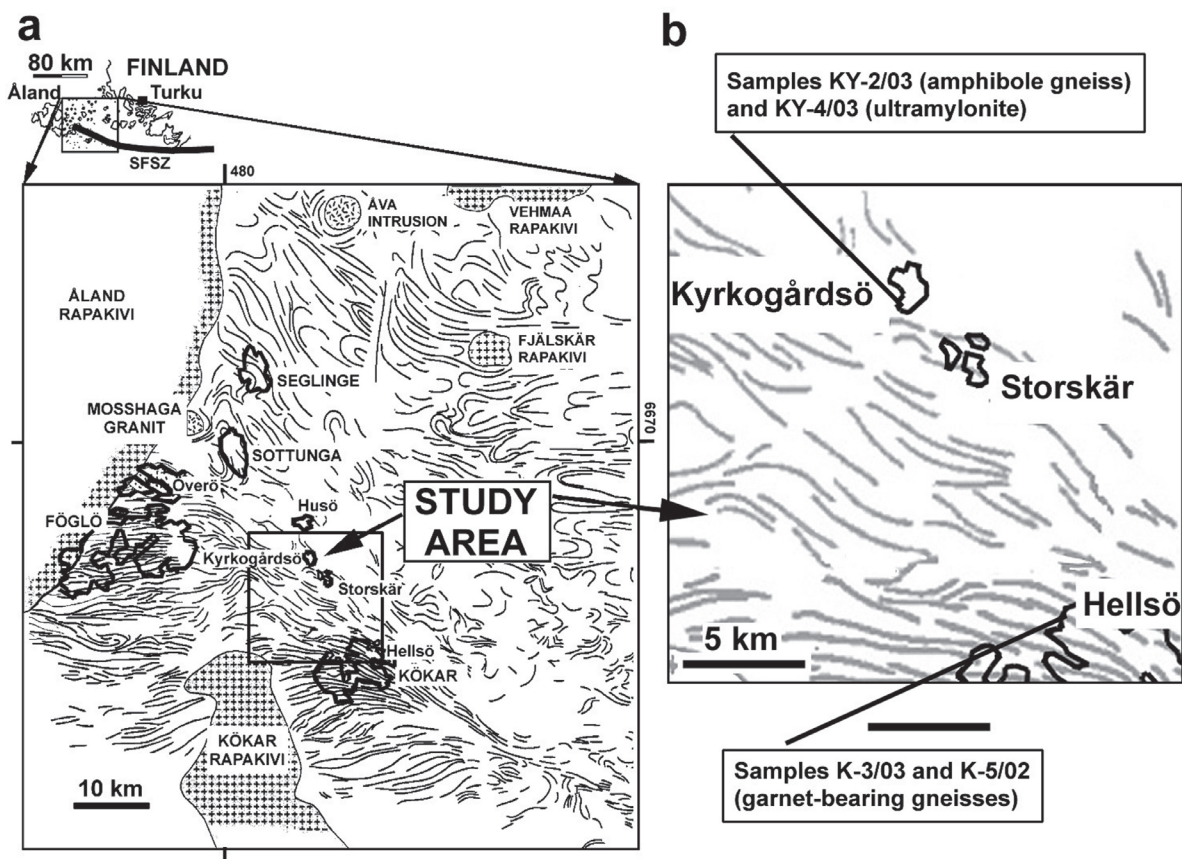 a
80 km
FINLAND
Åland
Turku
SFSZ
480
ÅVA
INTRUSION
VEHMAA
RAPAKIVI
ÅLAND
RAPAKIVI
FJÄLSKÄR
RAPAKIVI
SEGLINGE
MOSSHAGA
GRANIT
6670
SOTTUNGA
Överö
STUDY
AREA
Husö
FÖGLÖ
Kyrkogårdsö
Storskär
Hellsö
KÖKAR
KÖKAR
RAPAKIVI
10 km
b
Samples KY-2/03 (amphibole gneiss)
and KY-4/03 (ultramylonite)
Kyrkogårdsö
Storskär
Hellsö
5 km
Samples K-3/03 and K-5/02
(garnet-bearing gneisses)